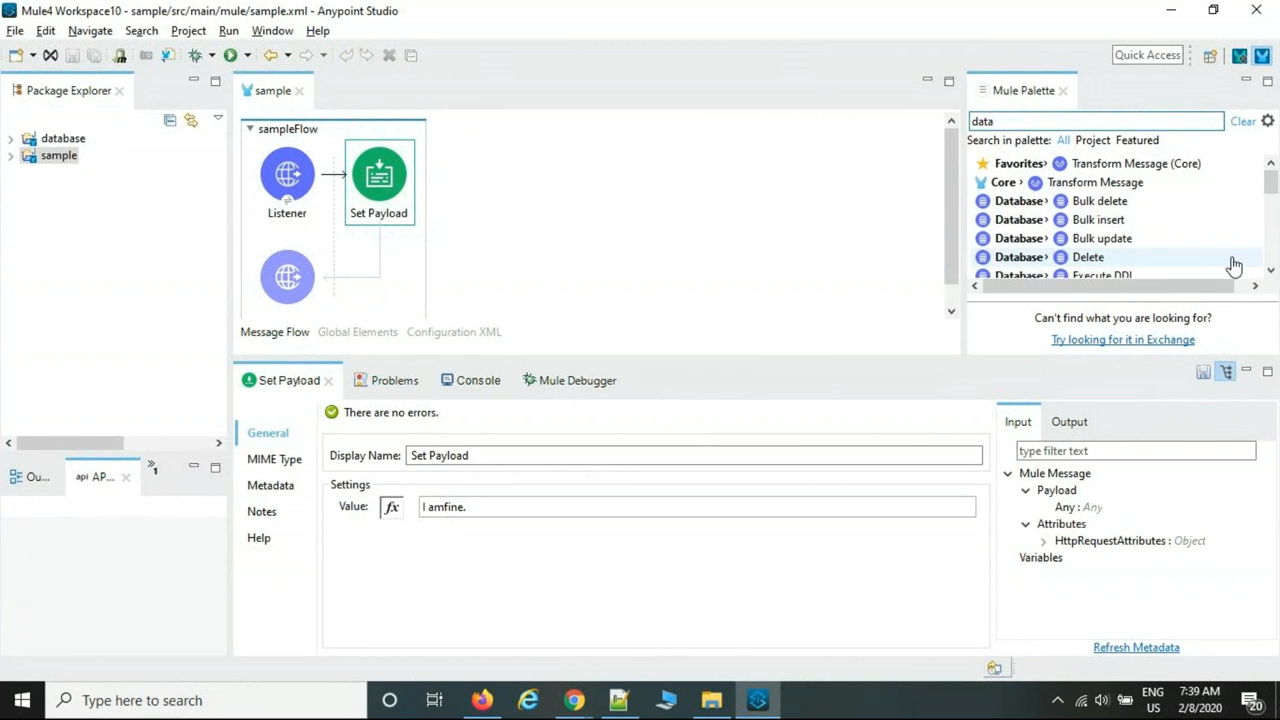 Mule4 Workspace10 - sample/src/main/mule/sample.xml - Anypoint Studio
File Edit Navigate Search Project Run Window Help
Quick Access
Package Explorer
database
sample
sample
sampleFlow
Listener
Set Payload
Message Flow Global Elements Configuration XML
Mule Palette
data
Clear
Search in palette: All Project Featured
Favorites› Transform Message (Core)
Core › Transform Message
Database› Bulk delete
Database› Bulk insert
Database› Bulk update
Database› Delete
Database› Execute DDL
Can't find what you are looking for?
Try looking for it in Exchange
Ou...
api AP...
»1
Set Payload Problems Console Mule Debugger
There are no errors.
General
MIME Type
Metadata
Notes
Help
Display Name: Set Payload
Settings
Value: fx I amfine.
Input Output
type filter text
Mule Message
Payload
Any : Any
Attributes
HttpRequestAttributes : Object
Variables
Refresh Metadata
Type here to search
ENG
US
7:39 AM
2/8/2020
20